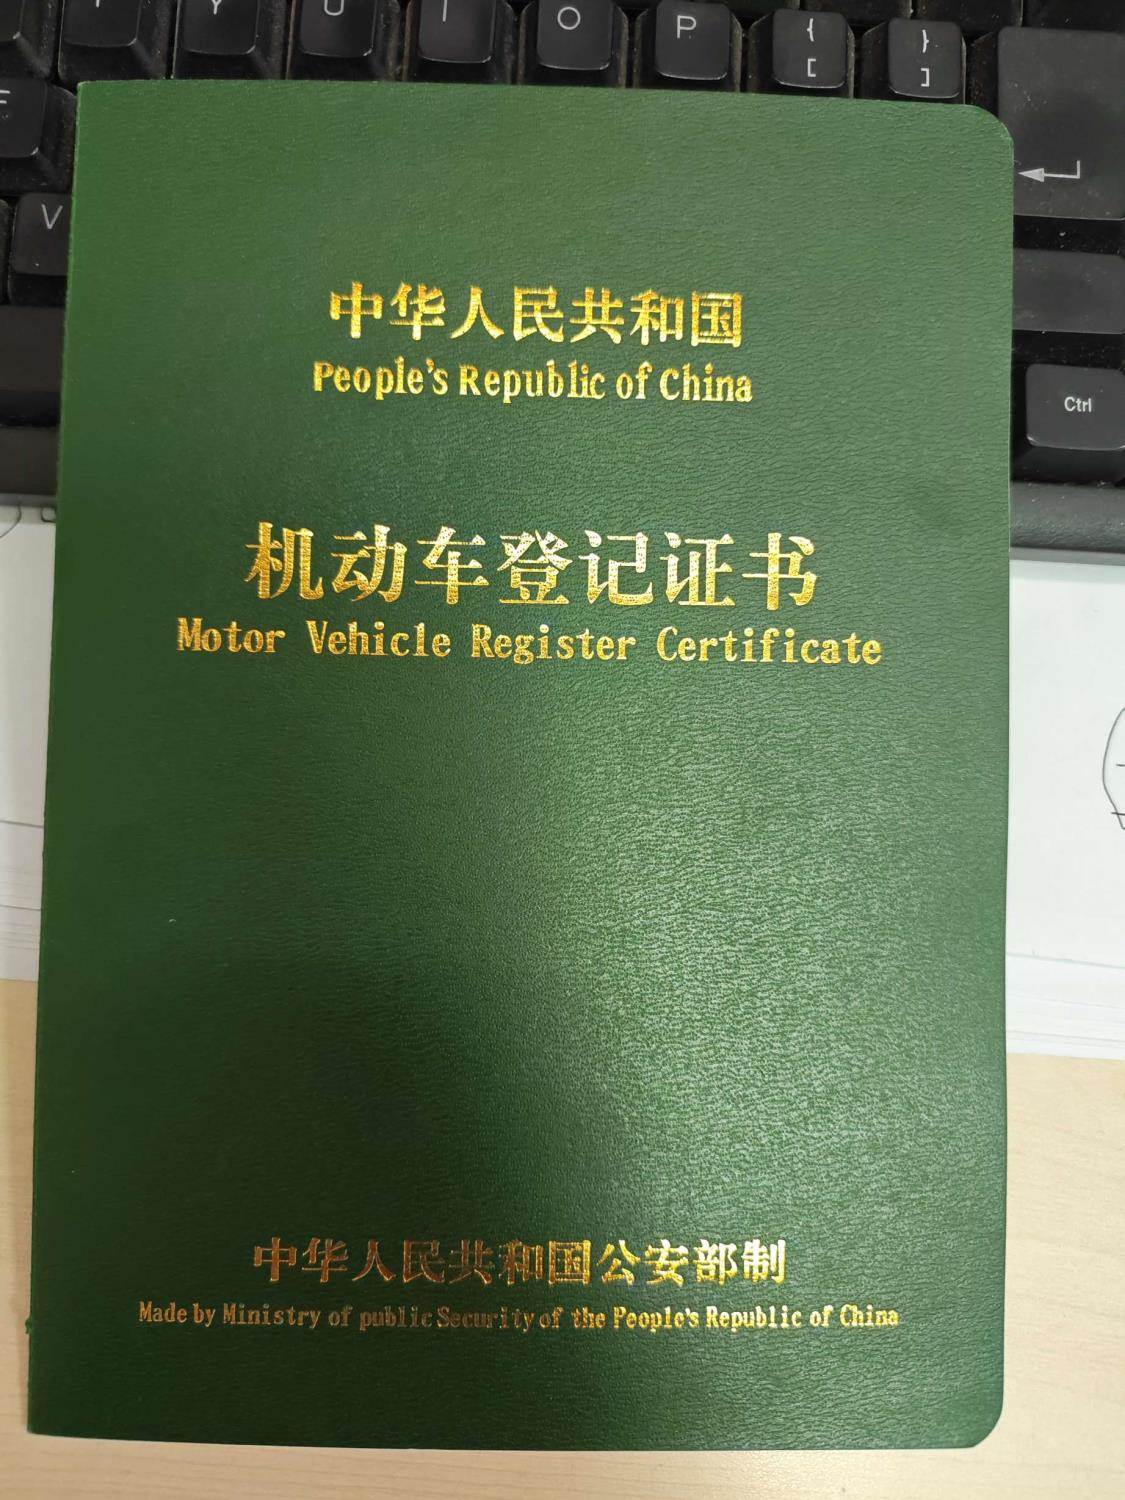 Y U I O P { }
[ ]
V
Ctrl
中华人民共和国
People's Republic of China
机动车登记证书
Motor Vehicle Register Certificate
中华人民共和国公安部制
Made by Ministry of public Security of the People's Republic of China